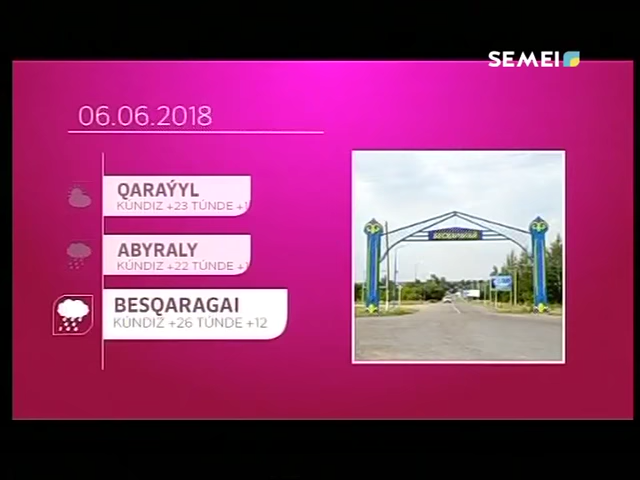 SEMEI
06.06.2018
QARAÝYL
KÚNDIZ +23 TÚNDE +1
ABYRALY
KÚNDIZ +22 TÚNDE +1
BESQARAGAI
KÚNDIZ +26 TÚNDE +12